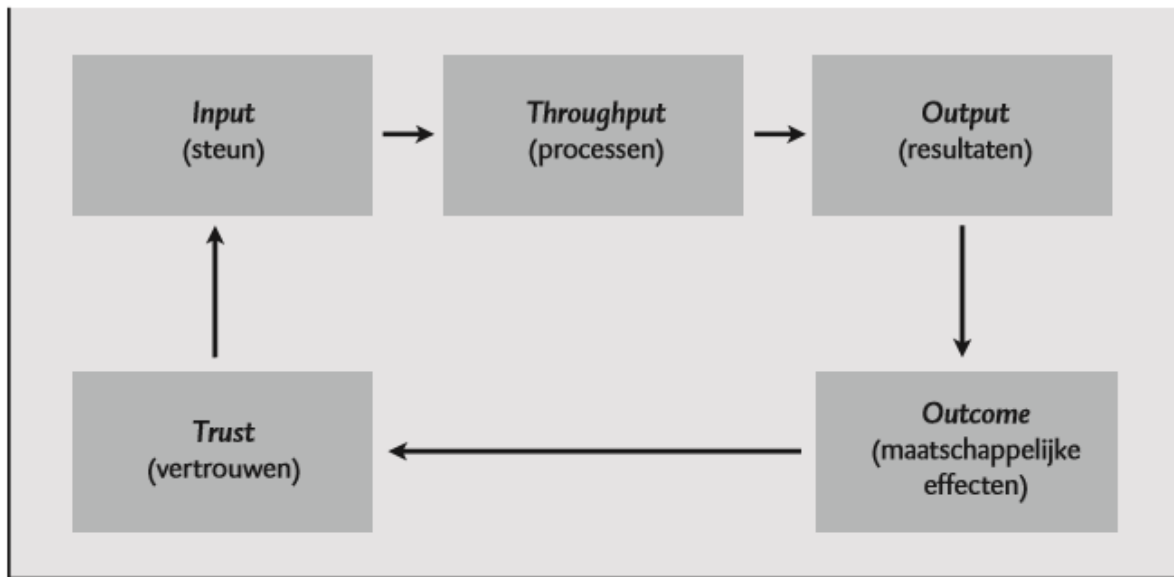 Input
(steun)
Throughput
(processen)
Output
(resultaten)
Trust
(vertrouwen)
Outcome
(maatschappelijke
effecten)